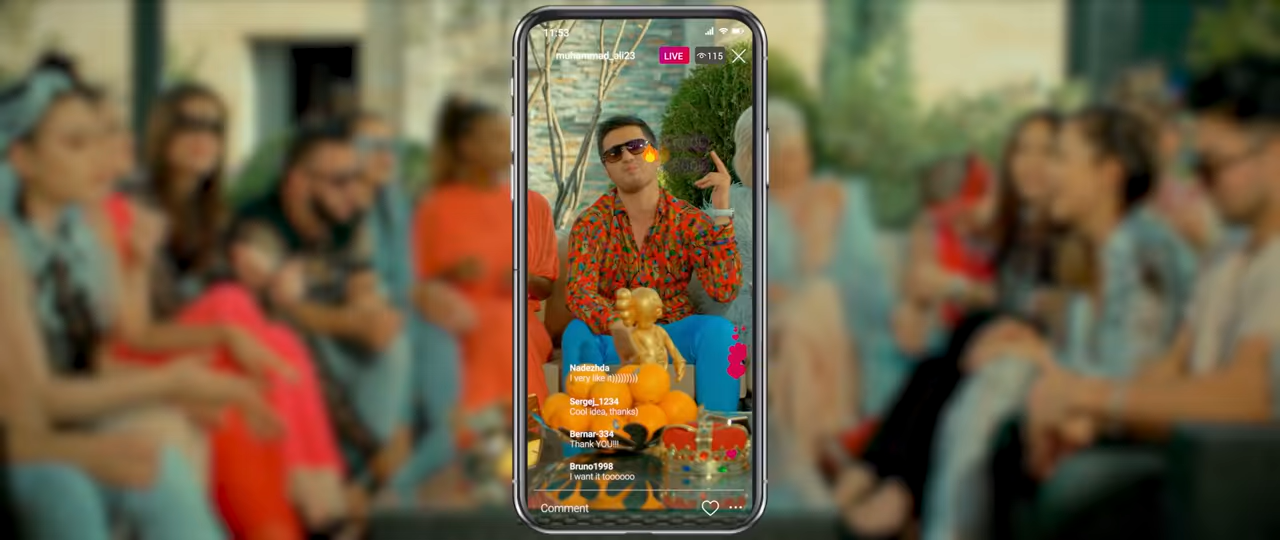 11:53
muhammed_ali23
LIVE
115
Nadezhda
I very like it)))))))))
Sergej_1234
Cool idea, thanks)
Bernar-334
Thank YOU!!!
Bruno1998
I want it toooooo
Comment